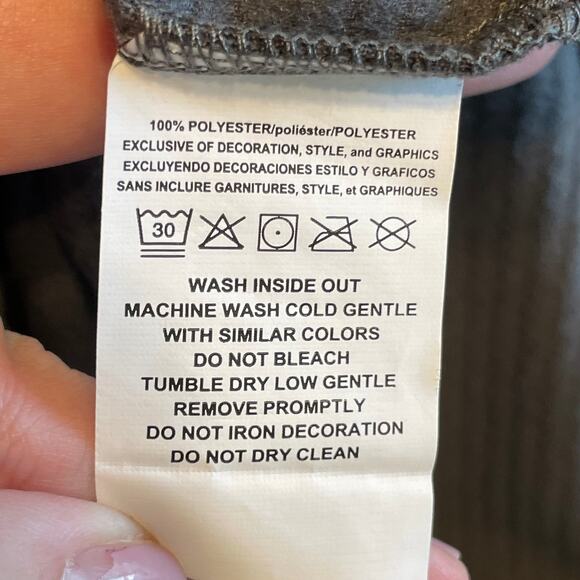 100% POLYESTER/poliéster/POLYESTER
EXCLUSIVE OF DECORATION, STYLE, and GRAPHICS
EXCLUYENDO DECORACIONES ESTILO Y GRAFICOS
SANS INCLURE GARNITURES, STYLE, et GRAPHIQUES
30
WASH INSIDE OUT
MACHINE WASH COLD GENTLE
WITH SIMILAR COLORS
DO NOT BLEACH
TUMBLE DRY LOW GENTLE
REMOVE PROMPTLY
DO NOT IRON DECORATION
DO NOT DRY CLEAN